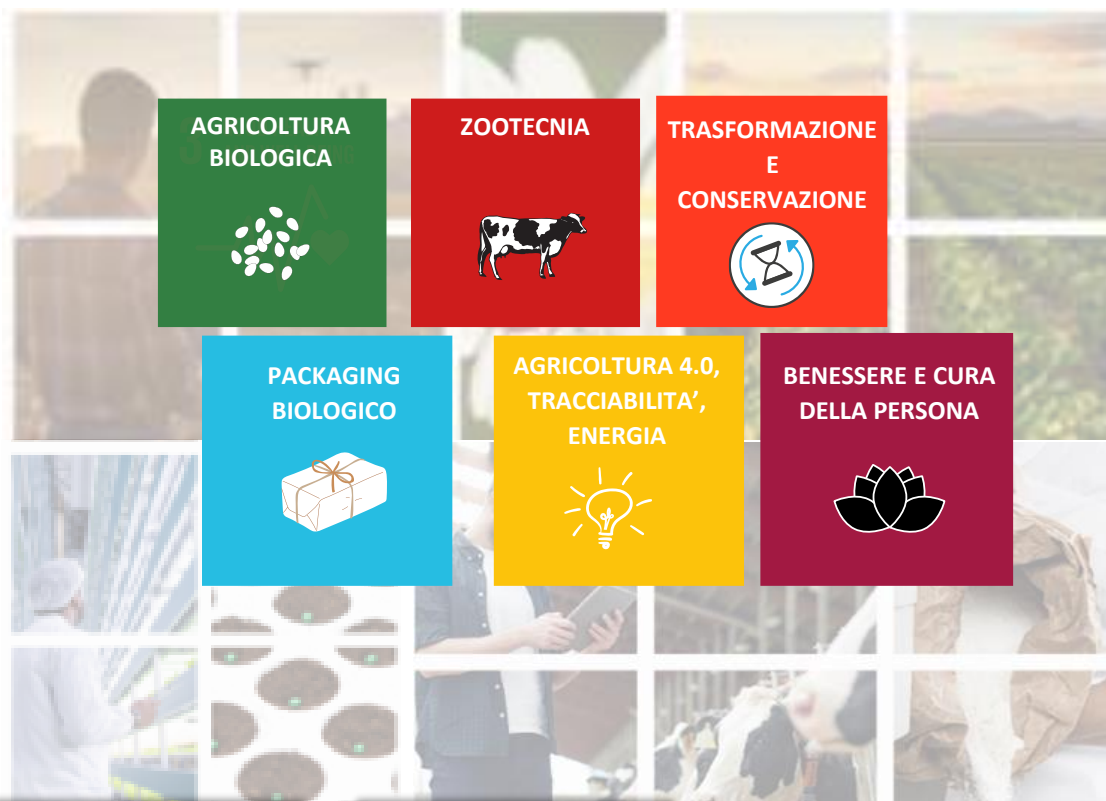 AGRICOLTURA
BIOLOGICA
ZOOTECNIA
TRASFORMAZIONE
E
CONSERVAZIONE
PACKAGING
BIOLOGICO
AGRICOLTURA 4.0,
TRACCIABILITA’,
ENERGIA
BENESSERE E CURA
DELLA PERSONA